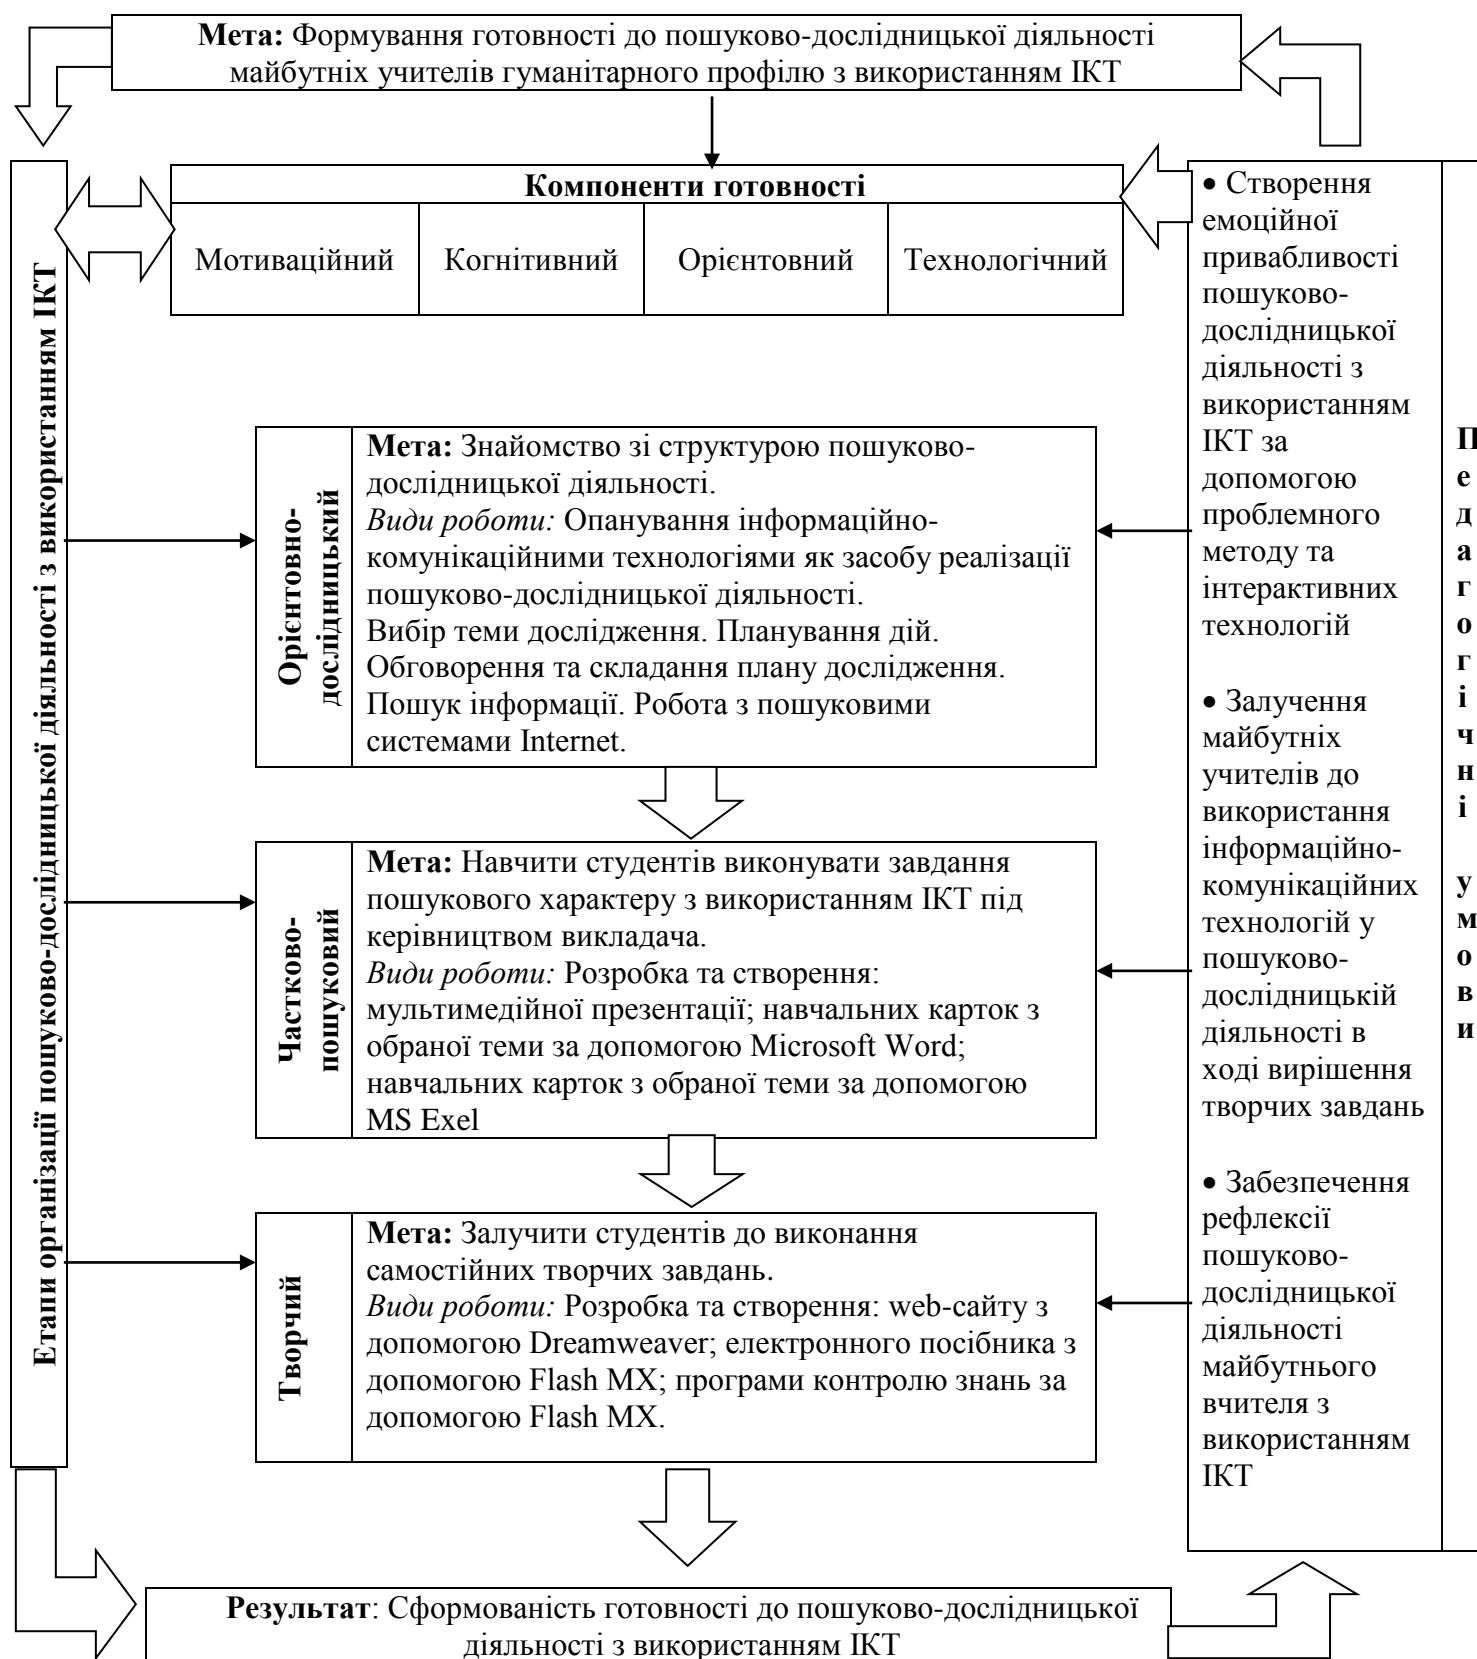 Мета: Формування готовності до пошуково-дослідницької діяльності
майбутніх учителів гуманітарного профілю з використанням ІКТ
Етапи організації пошуково-дослідницької діяльності з використанням ІКТ
Компоненти готовності
Мотиваційний
Когнітивний
Орієнтовний
Технологічний
Орієнтовно-
дослідницький
Мета: Знайомство зі структурою пошуково-
дослідницької діяльності.
Види роботи: Опанування інформаційно-
комунікаційними технологіями як засобу реалізації
пошуково-дослідницької діяльності.
Вибір теми дослідження. Планування дій.
Обговорення та складання плану дослідження.
Пошук інформації. Робота з пошуковими
системами Internet.
Частково-
пошуковий
Мета: Навчити студентів виконувати завдання
пошукового характеру з використанням ІКТ під
керівництвом викладача.
Види роботи: Розробка та створення:
мультимедійної презентації; навчальних карток з
обраної теми за допомогою Microsoft Word;
навчальних карток з обраної теми за допомогою
MS Exel
Творчий
Мета: Залучити студентів до виконання
самостійних творчих завдань.
Види роботи: Розробка та створення: web-сайту з
допомогою Dreamweaver; електронного посібника з
допомогою Flash MX; програми контролю знань за
допомогою Flash MX.
• Створення
емоційної
привабливості
пошуково-
дослідницької
діяльності з
використанням
ІКТ за
допомогою
проблемного
методу та
інтерактивних
технологій
• Залучення
майбутніх
учителів до
використання
інформаційно-
комунікаційних
технологій у
пошуково-
дослідницькій
діяльності в
ході вирішення
творчих завдань
• Забезпечення
рефлексії
пошуково-
дослідницької
діяльності
майбутнього
вчителя з
використанням
ІКТ
Педагогічні умови
Результат: Сформованість готовності до пошуково-дослідницької
діяльності з використанням ІКТ